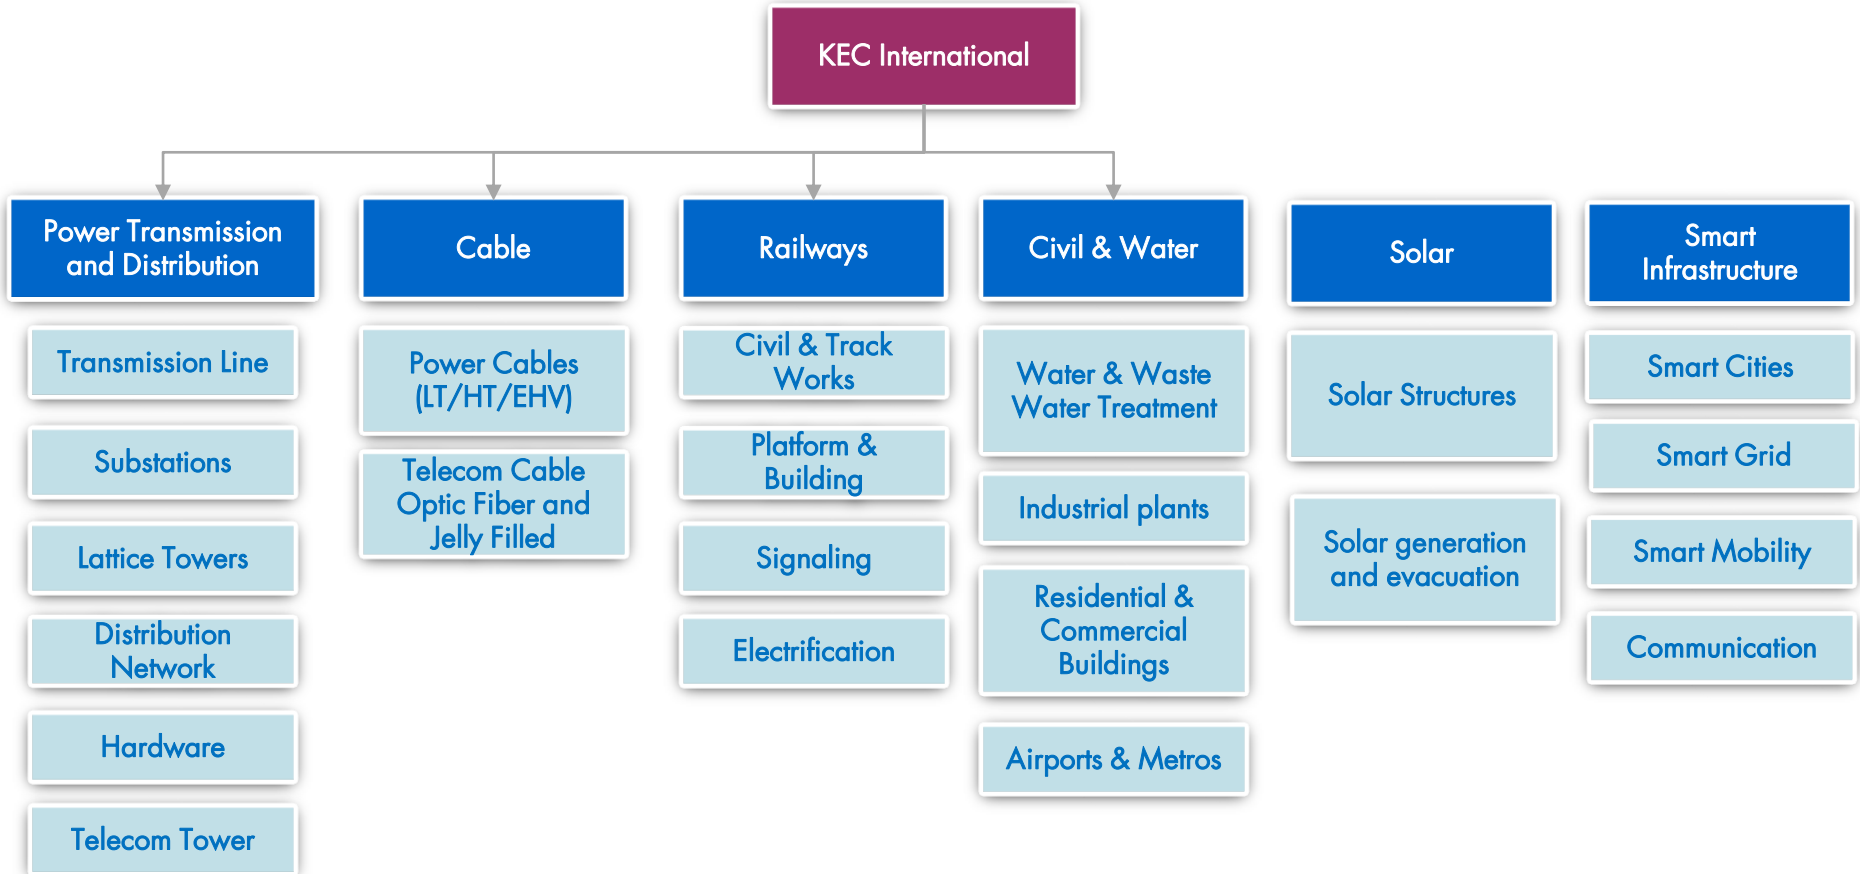 KEC International
Power Transmission
and Distribution
Cable
Railways
Civil & Water
Solar
Smart
Infrastructure
Transmission Line
Substations
Lattice Towers
Distribution
Network
Hardware
Telecom Tower
Power Cables
(LT/HT/EHV)
Telecom Cable
Optic Fiber and
Jelly Filled
Civil & Track
Works
Platform &
Building
Signaling
Electrification
Water & Waste
Water Treatment
Industrial plants
Residential &
Commercial
Buildings
Airports & Metros
Solar Structures
Solar generation
and evacuation
Smart Cities
Smart Grid
Smart Mobility
Communication